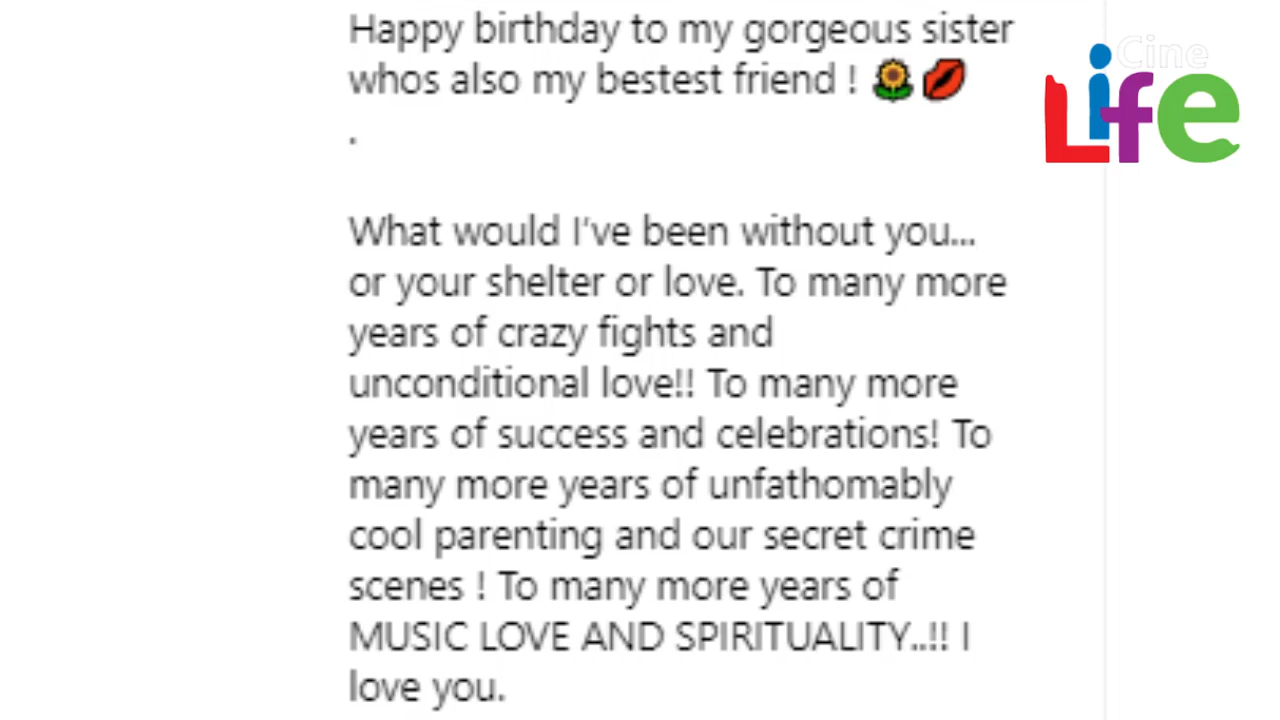 Happy birthday to my gorgeous sister
whos also my bestest friend ! 🌻💋
.
What would I've been without you...
or your shelter or love. To many more
years of crazy fights and
unconditional love!! To many more
years of success and celebrations! To
many more years of unfathomably
cool parenting and our secret crime
scenes ! To many more years of
MUSIC LOVE AND SPIRITUALITY..!! I
love you.
Cine
Life